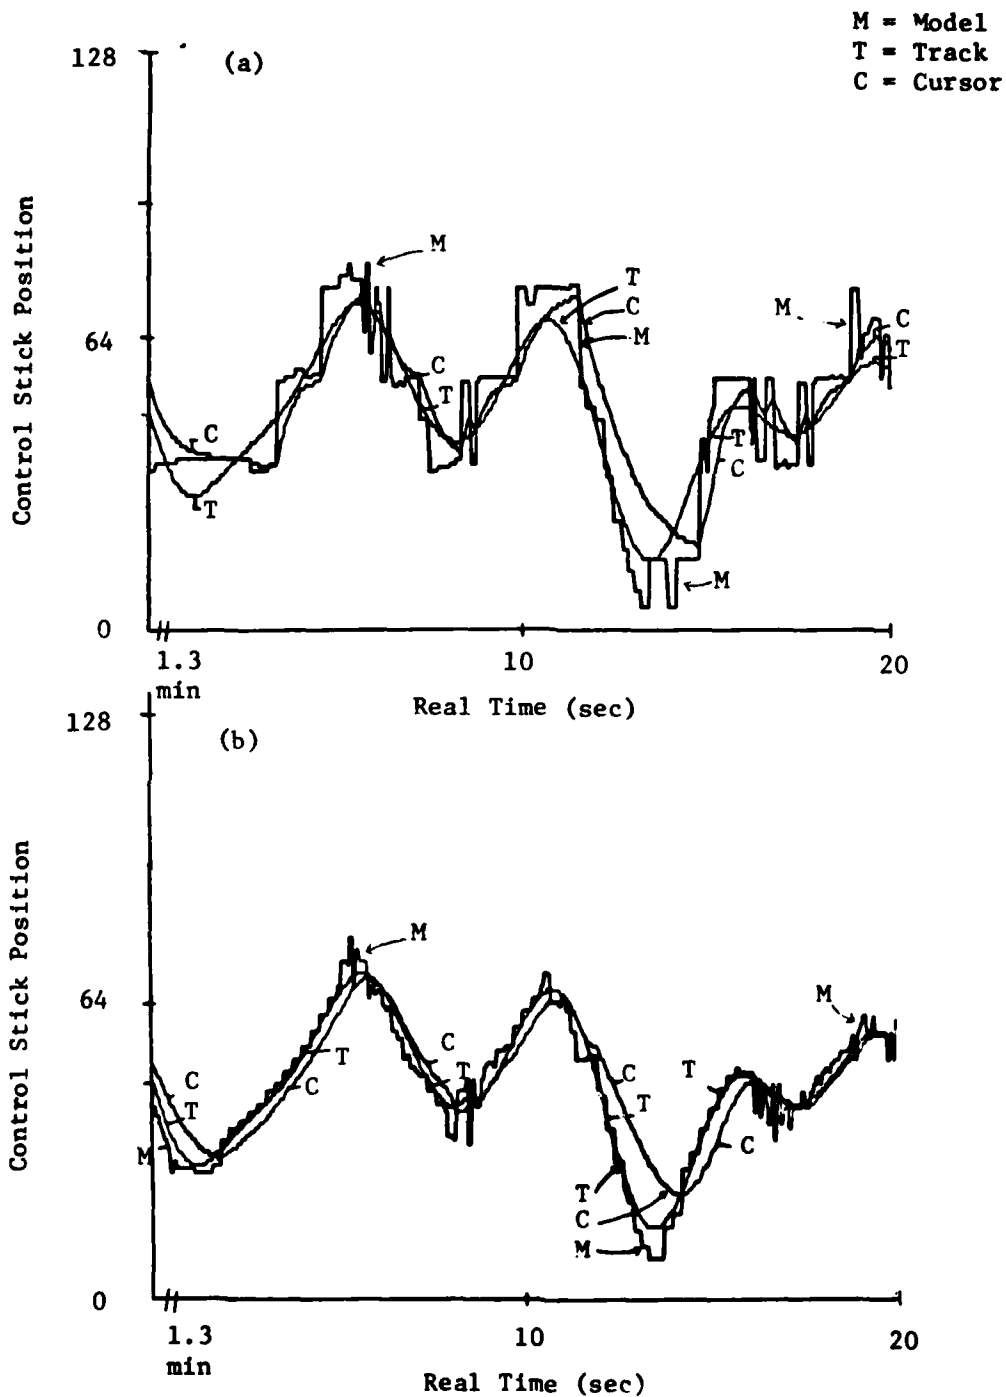 M = Model
T = Track
C = Cursor
(a)
128
Control Stick Position
64
0
M
T
C
M
C
T
C
T
M
C
T
T
C
M
1.3
min
10
20
Real Time (sec)
(b)
128
Control Stick Position
64
0
M
C
T
M
T
C
C
T
C
T
T
C
M
T
C
M
1.3
min
10
20
Real Time (sec)